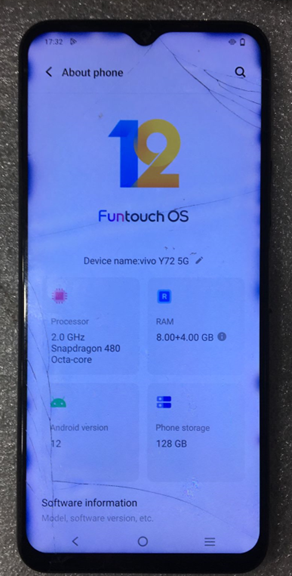 17:32
About phone
12
Funtouch OS
Device name:vivo Y72 5G
Processor
2.0 GHz
Snapdragon 480
Octa-core
R
RAM
8.00+4.00 GB
Android version
12
Phone storage
128 GB
Software information
Model, software version, etc.